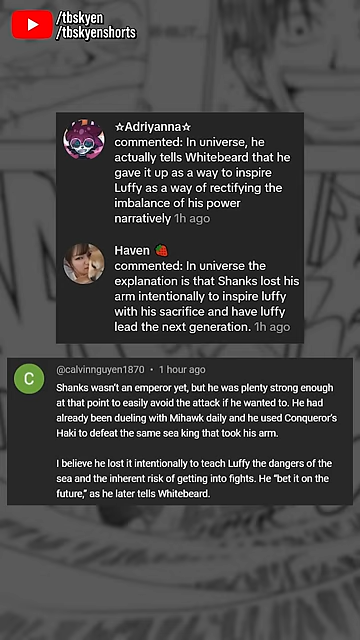 /tbskyen
/tbskyenshorts
☆Adriyanna☆
commented: In universe, he
actually tells Whitebeard that he
gave it up as a way to inspire
Luffy as a way of rectifying the
imbalance of his power
narratively 1h ago
Haven 🍓
commented: In universe the
explanation is that Shanks lost his
arm intentionally to inspire luffy
with his sacrifice and have luffy
lead the next generation. 1h ago
C
@calvinnguyen1870 • 1 hour ago
Shanks wasn't an emperor yet, but he was plenty strong enough
at that point to easily avoid the attack if he wanted to. He had
already been dueling with Mihawk daily and he used Conqueror's
Haki to defeat the same sea king that took his arm.
I believe he lost it intentionally to teach Luffy the dangers of the
sea and the inherent risk of getting into fights. He "bet it on the
future," as he later tells Whitebeard.